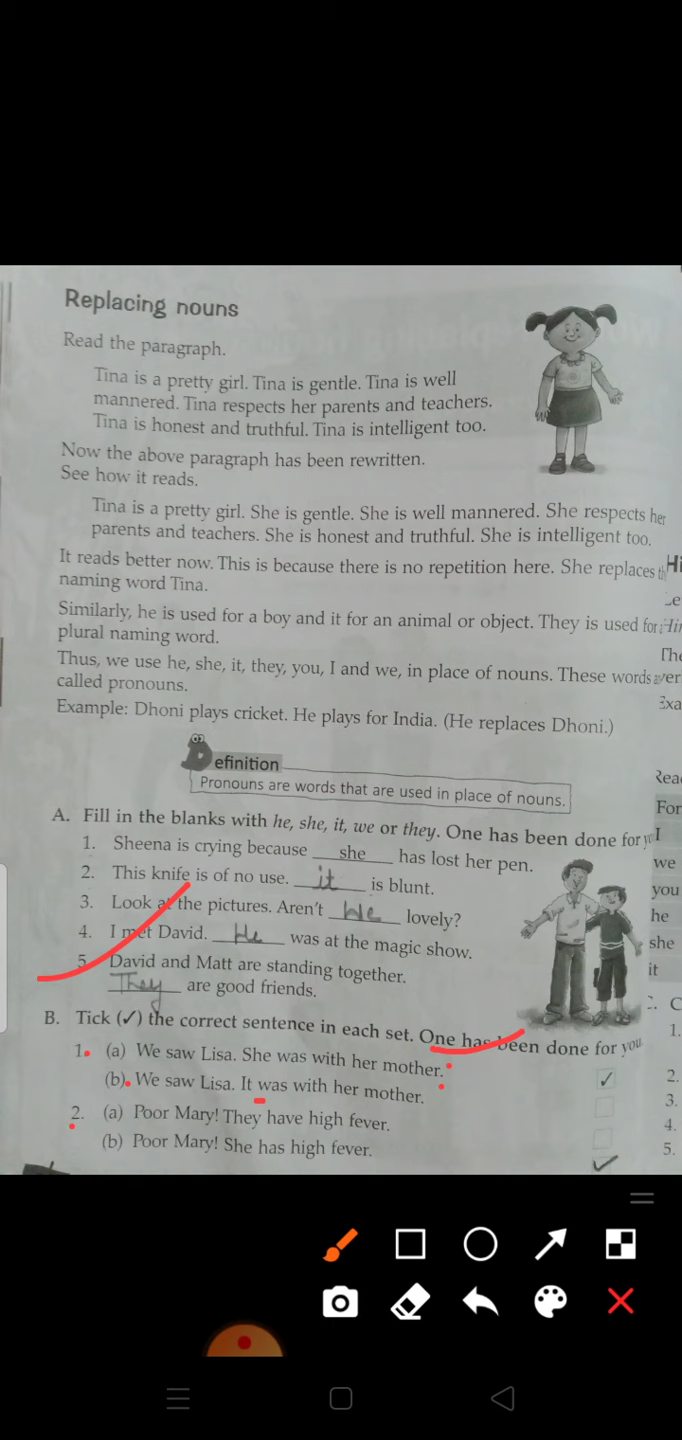 Replacing nouns
Read the paragraph.
Tina is a pretty girl. Tina is gentle. Tina is well
mannered. Tina respects her parents and teachers.
Tina is honest and truthful. Tina is intelligent too.
Now the above paragraph has been rewritten.
See how it reads.
Tina is a pretty girl. She is gentle. She is well mannered. She respects her
parents and teachers. She is honest and truthful. She is intelligent too.
It reads better now. This is because there is no repetition here. She replaces
naming word Tina.
Similarly, he is used for a boy and it for an animal or object. They is used for
plural naming word.
Thus, we use he, she, it, they, you, I and we, in place of nouns. These words
called pronouns.
Example: Dhoni plays cricket. He plays for India. (He replaces Dhoni.)
Definition
Pronouns are words that are used in place of nouns.
A. Fill in the blanks with he, she, it, we or they. One has been done for
1. Sheena is crying because she has lost her pen.
2. This knife is of no use. it is blunt.
3. Look at the pictures. Aren't lovely?
4. I met David. He was at the magic show.
5. David and Matt are standing together.
They are good friends.
B. Tick (✓) the correct sentence in each set. One has been done for you.
1. (a) We saw Lisa. She was with her mother. ✓
(b) We saw Lisa. It was with her mother.
2. (a) Poor Mary! They have high fever.
(b) Poor Mary! She has high fever. ✓
For
I
we
you
he
she
it
C. C
1.
2.
3.
4.
5.